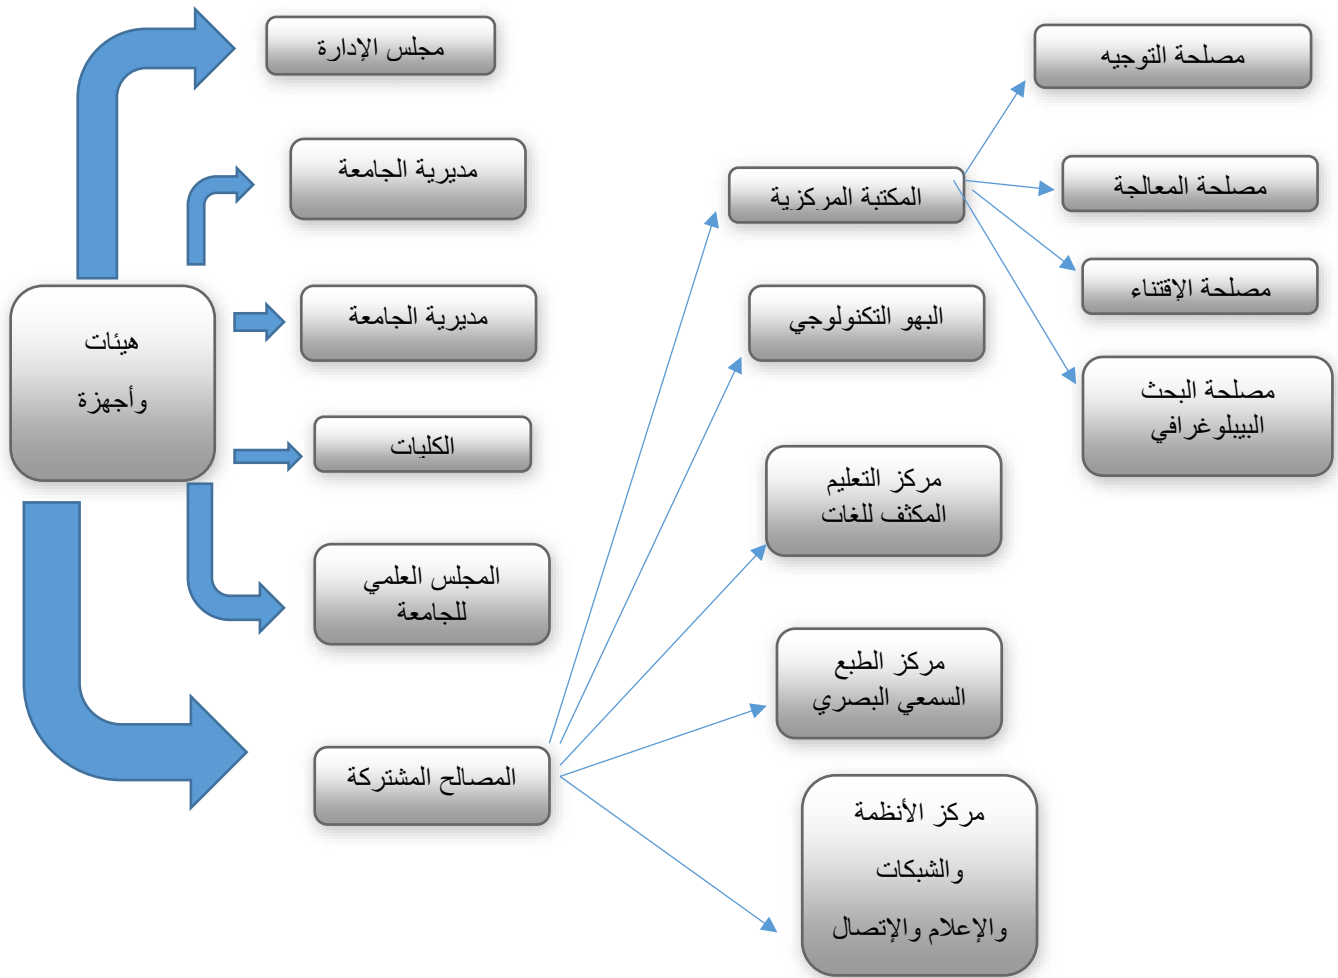 هيئات
وأجهزة
مجلس الإدارة
مديرية الجامعة
مديرية الجامعة
الكليات
المجلس العلمي
للجامعة
المصالح المشتركة
المكتبة المركزية
البهو التكنولوجي
مركز التعليم
المكثف للغات
مركز الطبع
السمعي البصري
مركز الأنظمة
والشبكات
والإعلام والإتصال
مصلحة التوجيه
مصلحة المعالجة
مصلحة الإقتناء
مصلحة البحث
البيبلوغرافي